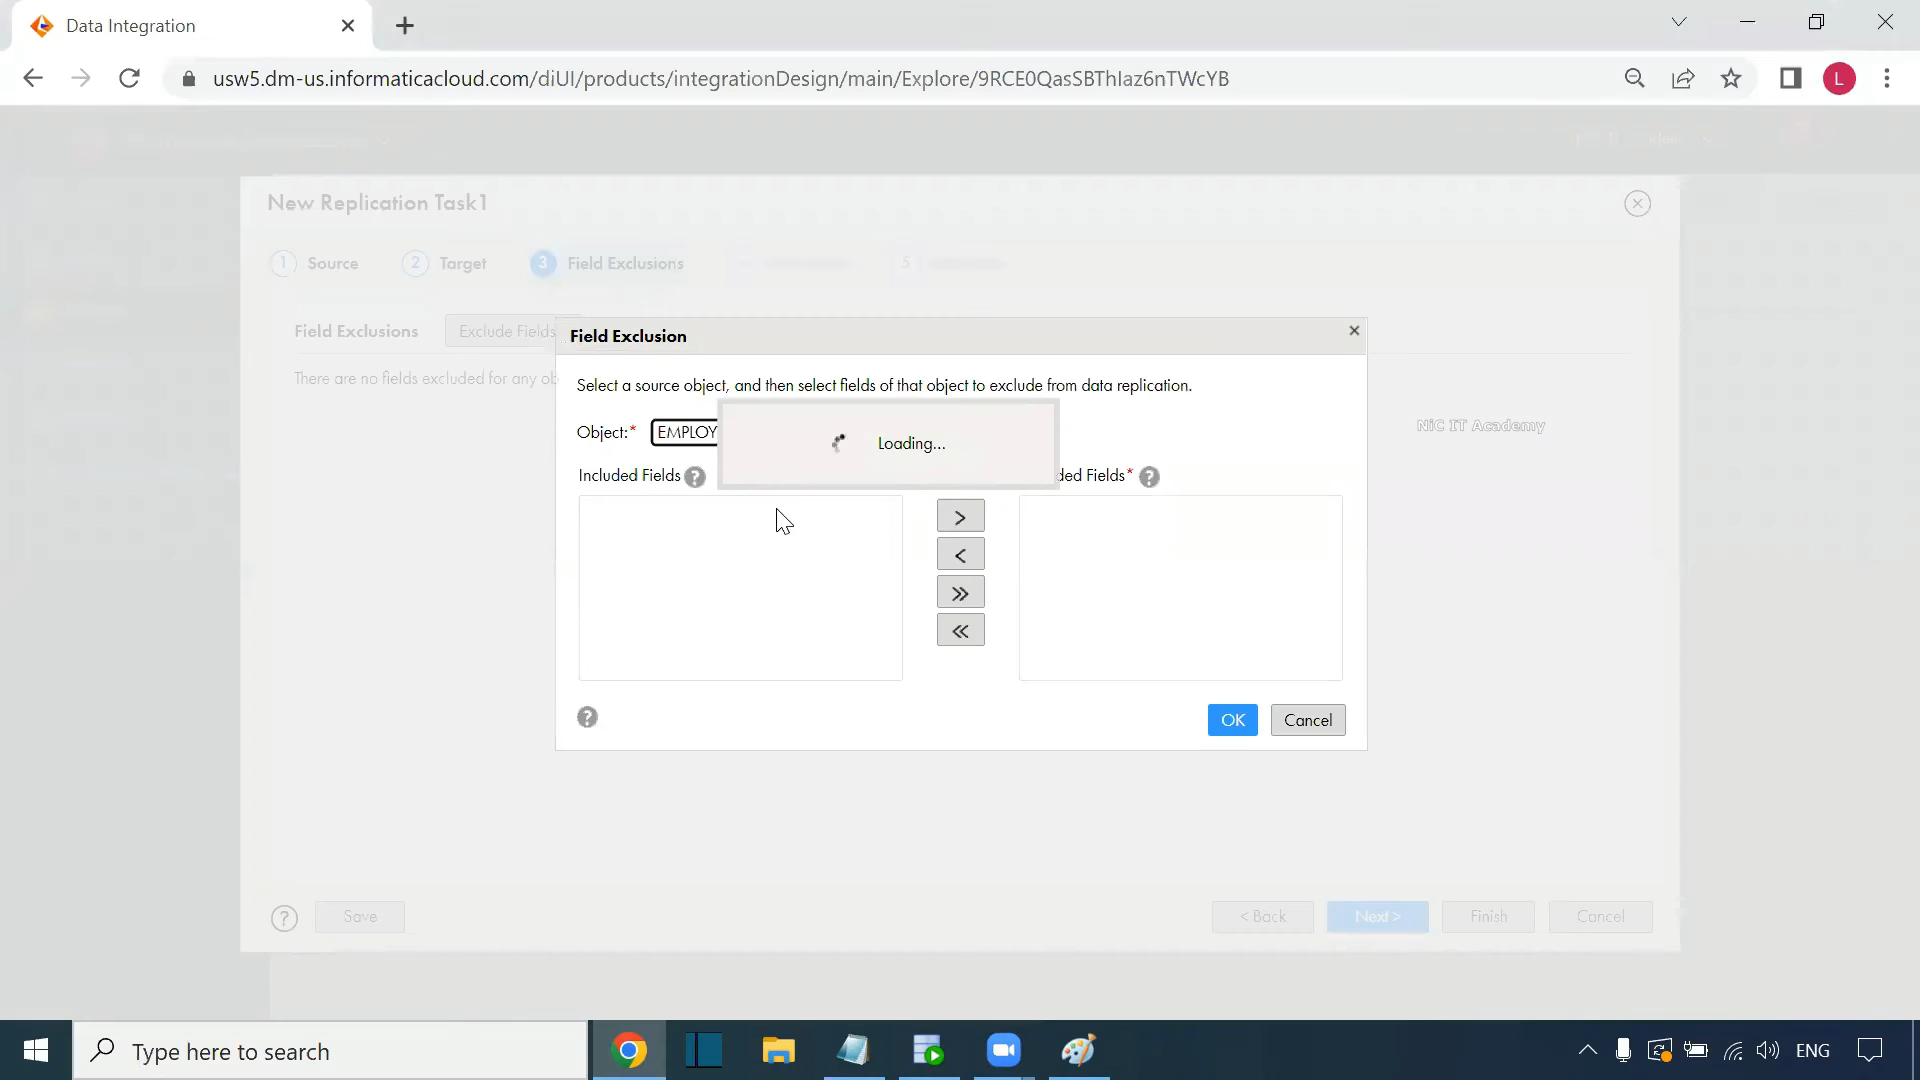 Data Integration
usw5.dm-us.informaticacloud.com/diUI/products/integrationDesign/main/Explore/9RCE0QasSBThIaz6nTWcYB
L
New Replication Task1
1 Source 2 Target 3 Field Exclusions 5
Field Exclusions Exclude Fields
There are no fields excluded for any ob
Field Exclusion
Select a source object, and then select fields of that object to exclude from data replication.
Object:* EMPLOY
Loading...
Included Fields ? ded Fields* ?
NiC IT Academy
>
<
»
«
? OK Cancel
? Save < Back Next > Finish Cancel
Type here to search
ENG